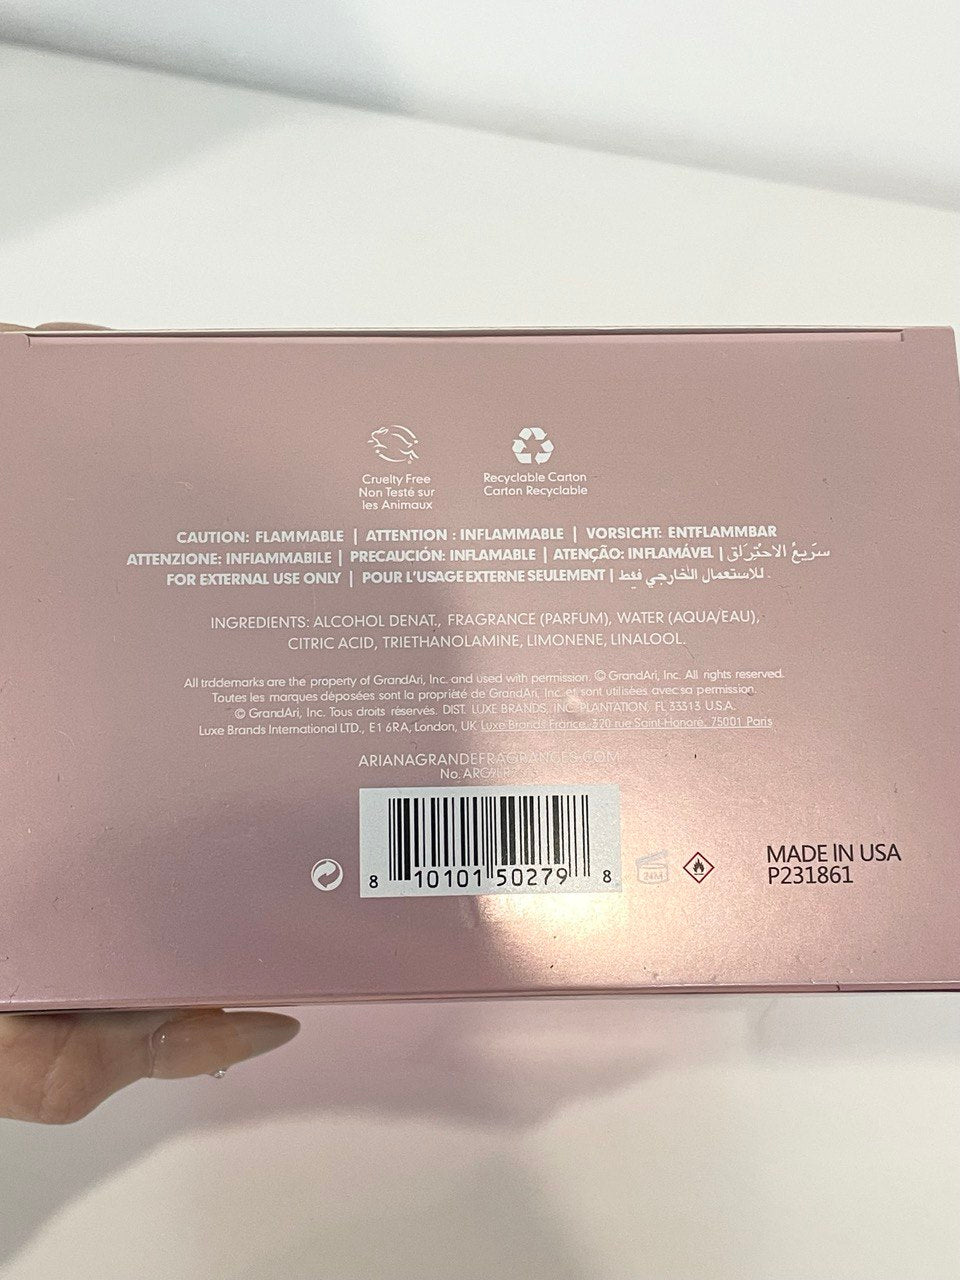 Cruelty Free
Non Testé sur
les Animaux
Recyclable Carton
Carton Recyclable
CAUTION: FLAMMABLE | ATTENTION : INFLAMMABLE | VORSICHT: ENTFLAMMBAR
ATTENZIONE: INFIAMMABILE | PRECAUCIÓN: INFLAMABLE | ATENÇÃO: INFLAMÁVEL | سَريعُ الاحتْرَاق
FOR EXTERNAL USE ONLY | POUR L'USAGE EXTERNE SEULEMENT | للاستعمال الخارجي فقط.
INGREDIENTS: ALCOHOL DENAT., FRAGRANCE (PARFUM), WATER (AQUA/EAU),
CITRIC ACID, TRIETHANOLAMINE, LIMONENE, LINALOOL.
All trademarks are the property of GrandAri, Inc. and used with permission. © GrandAri, Inc. All rights reserved.
Toutes les marques déposées sont la propriété de GrandAri, Inc. et sont utilisées avec sa permission.
© GrandAri, Inc. Tous droits réservés. DIST. LUXE BRANDS, INC. PLANTATION, FL 33313 U.S.A.
Luxe Brands International LTD., E1 6RA, London, UK Luxe Brands France, 320 rue Saint-Honoré, 75001 Paris
ARIANAGRANDEFRAGRANCES.COM
No.
8 10101 50279 8
24M
MADE IN USA
P231861